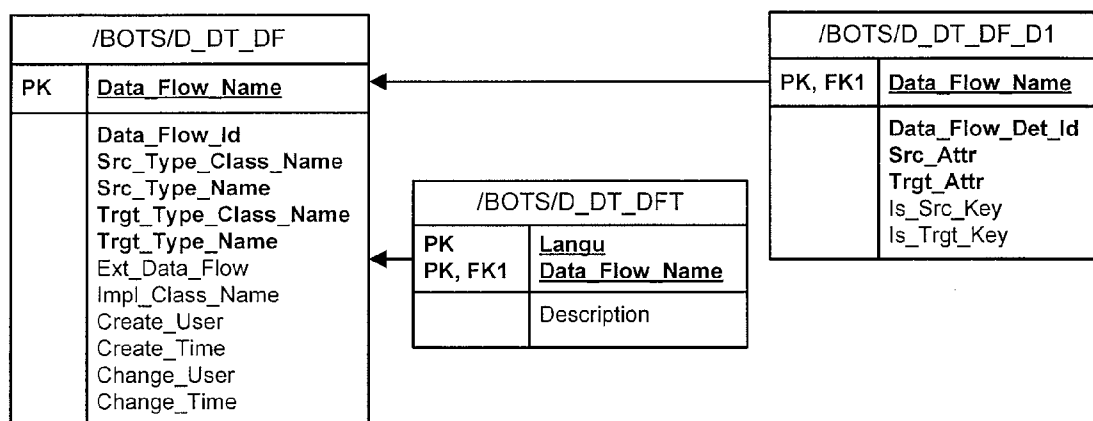 /BOTS/D_DT_DF
PK Data_Flow_Name
Data_Flow_Id
Src_Type_Class_Name
Src_Type_Name
Trgt_Type_Class_Name
Trgt_Type_Name
Ext_Data_Flow
Impl_Class_Name
Create_User
Create_Time
Change_User
Change_Time
/BOTS/D_DT_DFT
PK Langu
PK, FK1 Data_Flow_Name
Description
/BOTS/D_DT_DF_D1
PK, FK1 Data_Flow_Name
Data_Flow_Det_Id
Src_Attr
Trgt_Attr
Is_Src_Key
Is_Trgt_Key